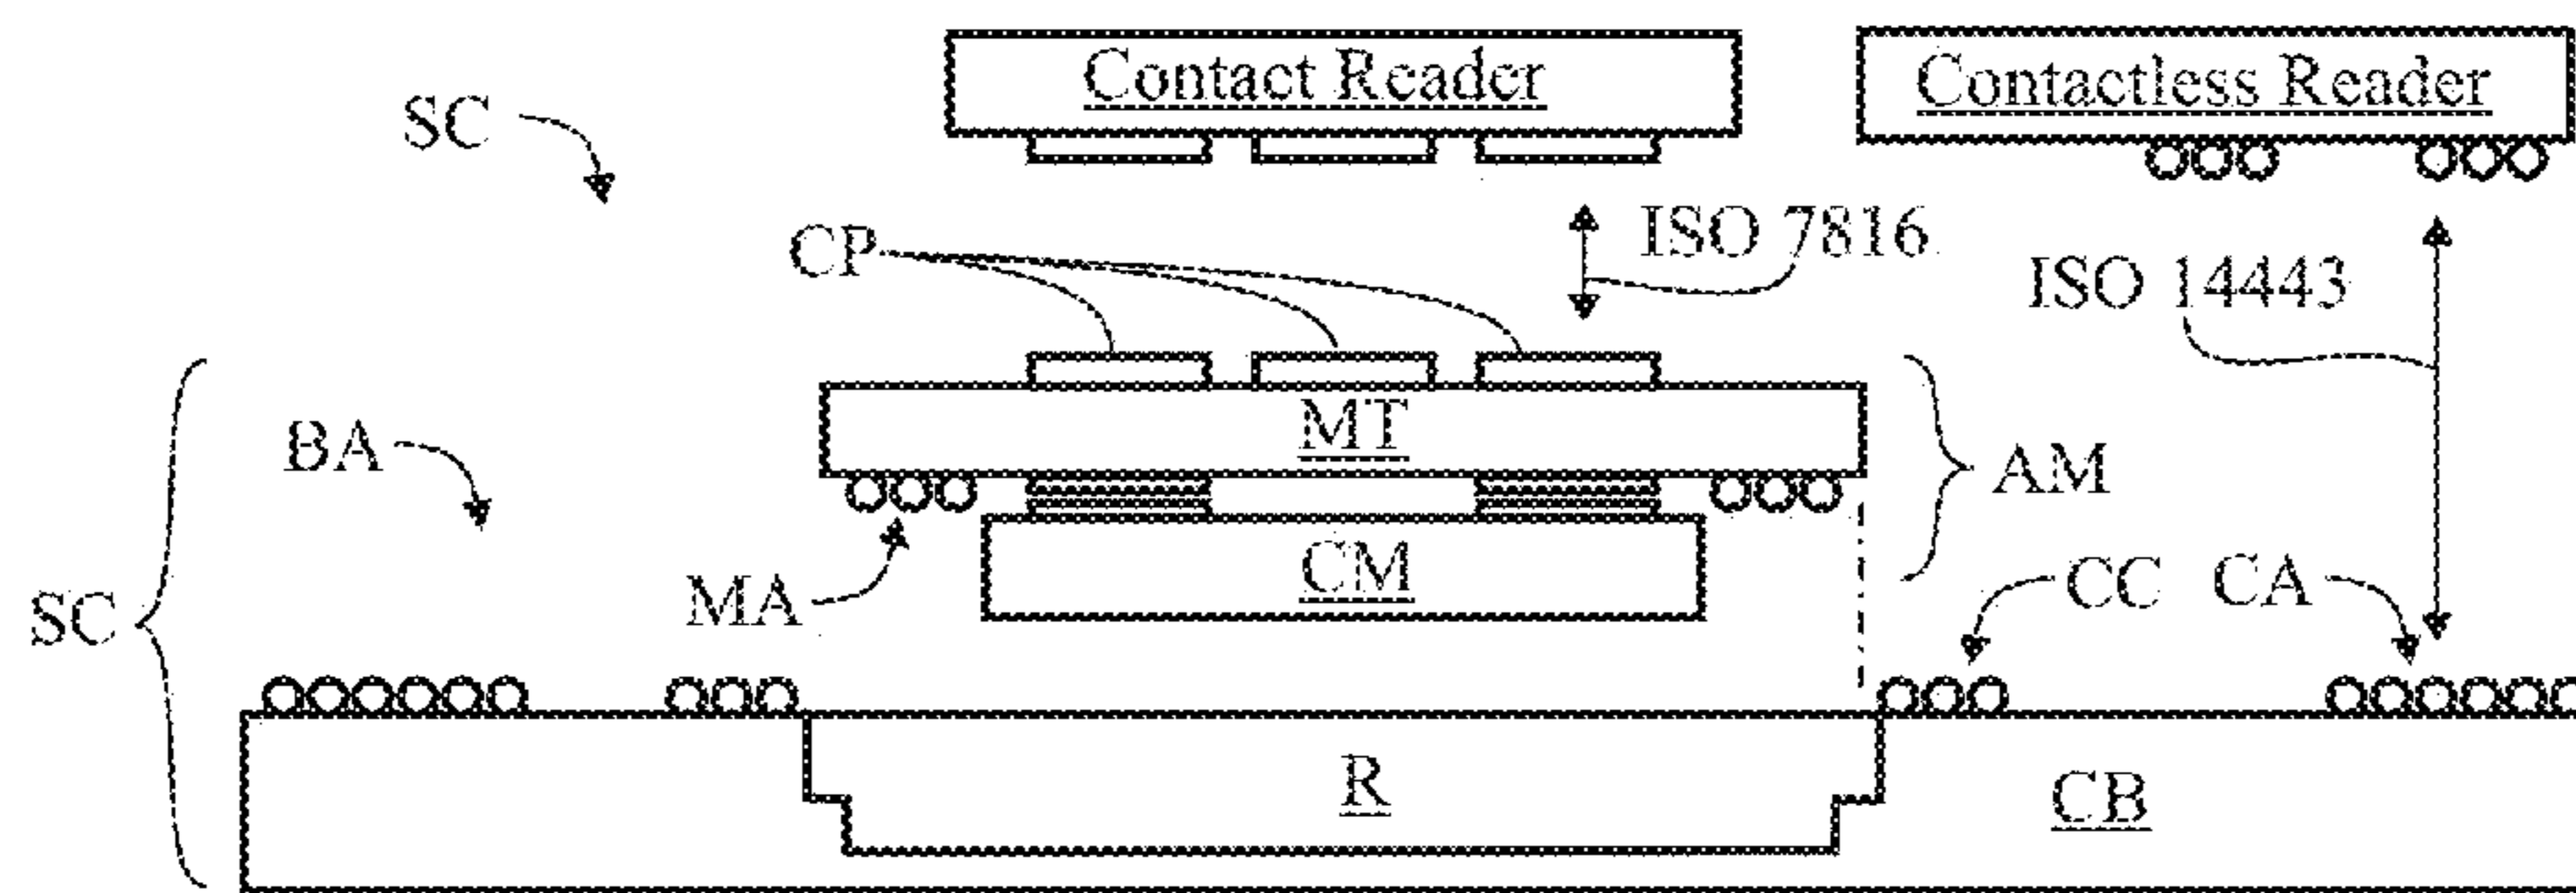 Contact Reader
Contactless Reader
SC
CP
ISO 7816
ISO 14443
MT
BA
AM
MA
CM
CC
CA
SC
R
CB